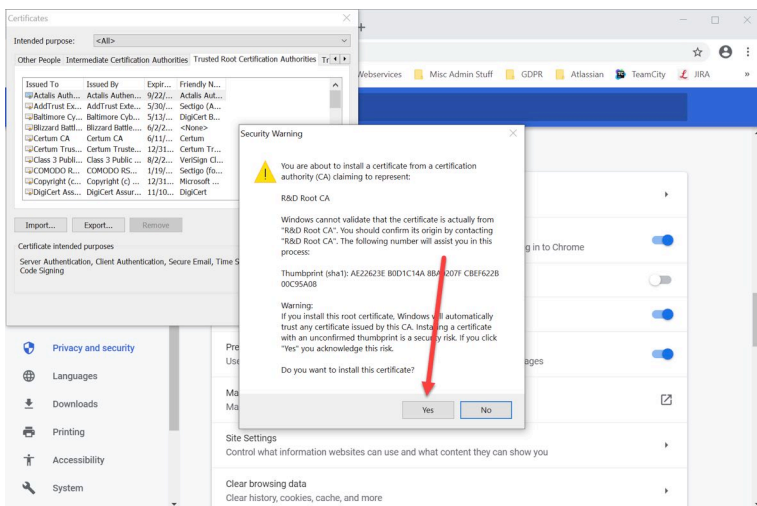 Certificates
Intended purpose:
<All>
Other People Intermediate Certification Authorities Trusted Root Certification Authorities Tr
Issued To Issued By Expir... Friendly N...
Actalis Auth... Actalis Authen... 9/22/... Actalis Aut...
AddTrust Ex... AddTrust Exte... 5/30/... Sectigo (A...
Baltimore Cy... Baltimore Cyb... 5/13/... DigiCert B...
Blizzard Battl... Blizzard Battle.... 6/2/2... <None>
Certum CA Certum CA 6/11/... Certum
Certum Trus... Certum Truste... 12/31... Certum Tr...
Class 3 Publi... Class 3 Public ... 8/2/2... VeriSign Cl...
COMODO R... COMODO RS... 1/19/... Sectigo (fo...
Copyright (c... Copyright (c) ... 12/31... Microsoft ...
DigiCert Ass... DigiCert Assur... 11/10... DigiCert
Import... Export... Remove
Certificate intended purposes
Server Authentication, Client Authentication, Secure Email, Time S
Code Signing
Webservices Misc Admin Stuff GDPR Atlassian TeamCity JIRA
Security Warning
You are about to install a certificate from a certification
authority (CA) claiming to represent:
R&D Root CA
Windows cannot validate that the certificate is actually from
"R&D Root CA". You should confirm its origin by contacting
"R&D Root CA". The following number will assist you in this
process:
Thumbprint (sha1): AE22623E B0D1C14A 8BA9207F CBEF622B
00C95A08
Warning:
If you install this root certificate, Windows will automatically
trust any certificate issued by this CA. Installing a certificate
with an unconfirmed thumbprint is a security risk. If you click
"Yes" you acknowledge this risk.
Do you want to install this certificate?
Yes No
g in to Chrome
Privacy and security
Languages
Downloads
Printing
Accessibility
System
Pre
Use
ages
Ma
Ma
Site Settings
Control what information websites can use and what content they can show you
Clear browsing data
Clear history, cookies, cache, and more